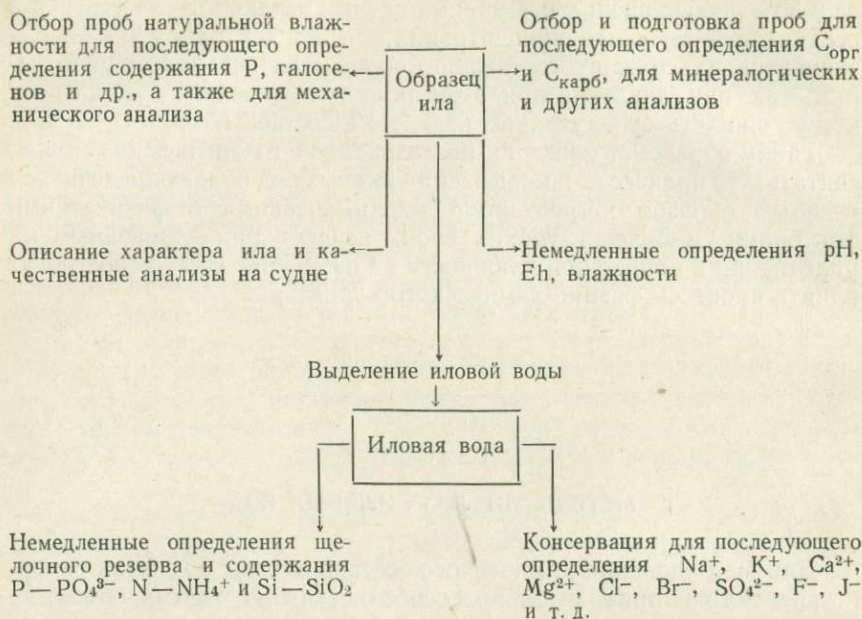 Отбор проб натуральной влаж-
ности для последующего опре-
деления содержания P, галоге-
нов и др., а также для меха-
нического анализа
Образец
ила
Отбор и подготовка проб для
последующего определения Cорг
и Cкарб, для минералогических
и других анализов
Описание характера ила и ка-
чественные анализы на судне
Немедленные определения pH,
Eh, влажности
Выделение иловой воды
Иловая вода
Немедленные определения ще-
лочного резерва и содержания
P—PO₄³⁻, N—NH₄⁺ и Si—SiO₂
Консервация для последующего
определения Na⁺, K⁺, Ca²⁺,
Mg²⁺, Cl⁻, Br⁻, SO₄²⁻, F⁻, J⁻
и т. д.